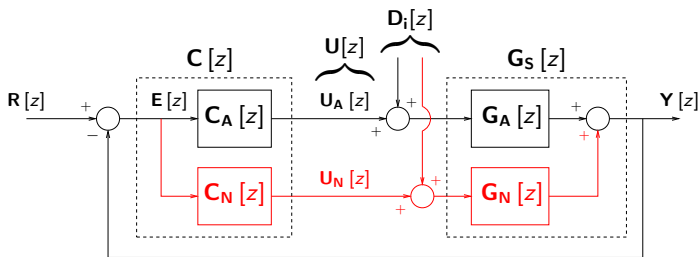 D_i[z]
U[z]
C[z]
G_S[z]
R[z]
+
−
E[z]
C_A[z]
U_A[z]
+
+
G_A[z]
+
+
Y[z]
C_N[z]
U_N[z]
+
+
G_N[z]